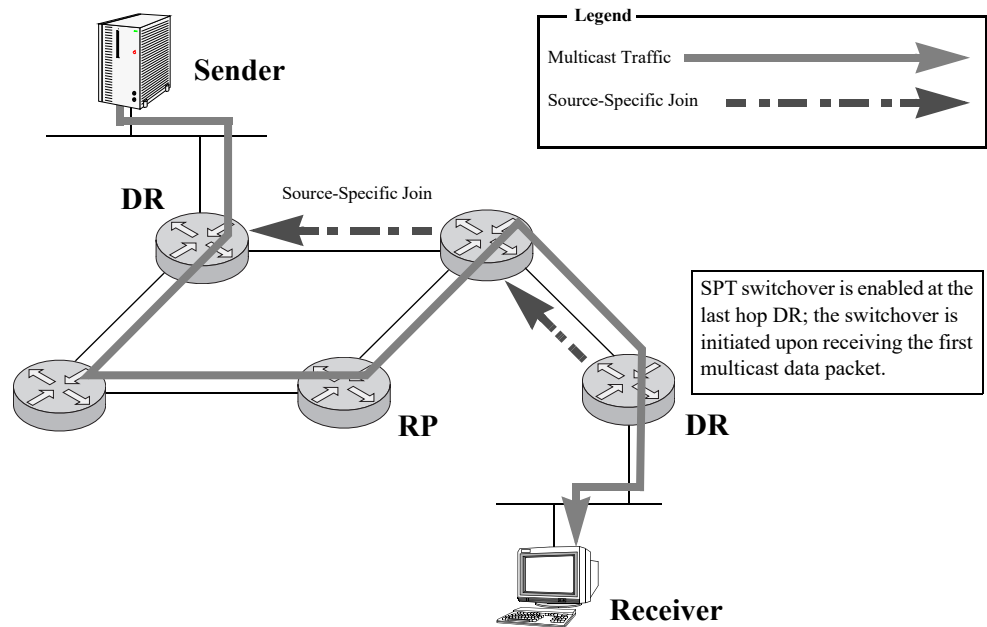 Legend
Multicast Traffic
Source-Specific Join
Sender
DR
Source-Specific Join
SPT switchover is enabled at the
last hop DR; the switchover is
initiated upon receiving the first
multicast data packet.
RP
DR
Receiver